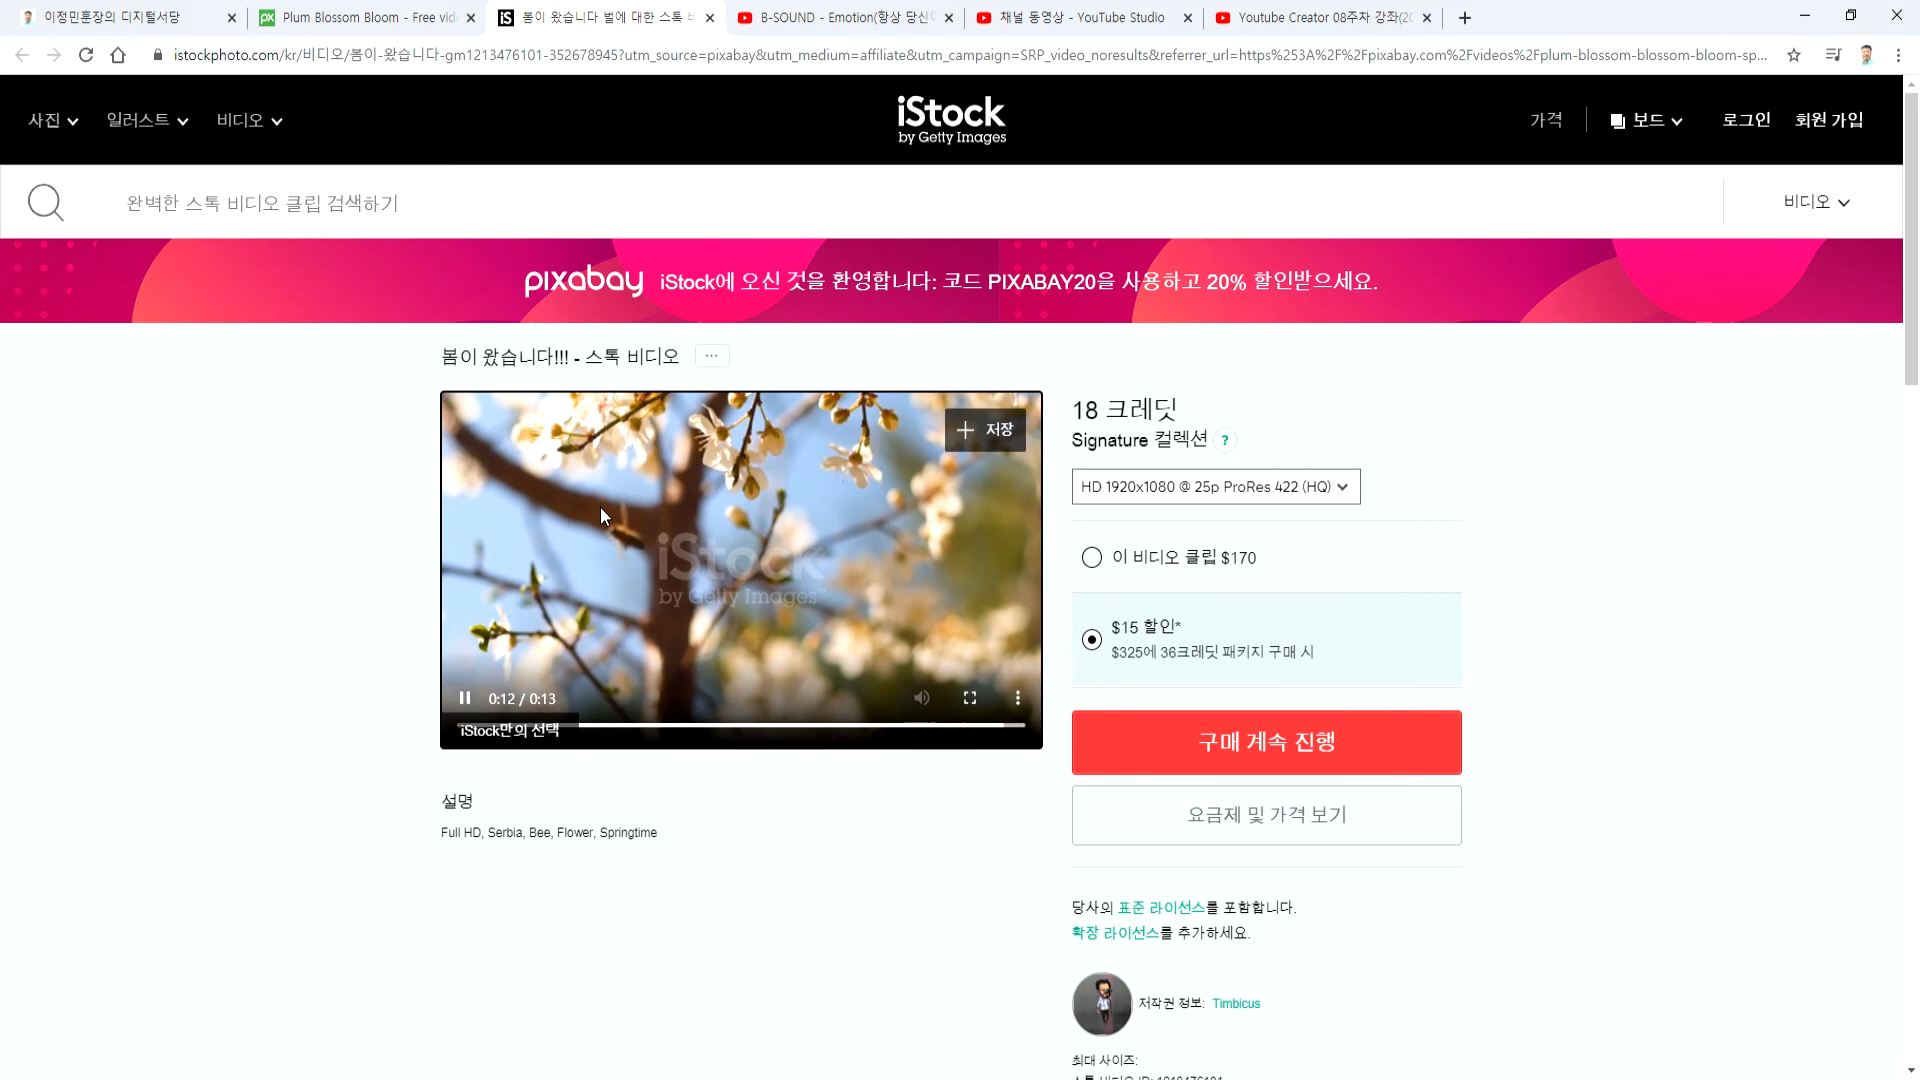 이정민훈장의 디지털서당
Plum Blossom Bloom - Free vid
봄이 왔습니다 벌에 대한 스톡 ㅂ
B-SOUND - Emotion(항상 당신
채널 동영상 - YouTube Studio
Youtube Creator 08주차 강좌(20
istockphoto.com/kr/비디오/봄이-왔습니다-gm1213476101-352678945?utm_source=pixabay&utm_medium=affiliate&utm_campaign=SRP_video_noresults&referrer_url=https%253A%2F%2Fpixabay.com%2Fvideos%2Fplum-blossom-blossom-bloom-sp...
사진 일러스트 비디오
iStock
by Getty Images
가격 보드 로그인 회원 가입
완벽한 스톡 비디오 클립 검색하기
비디오
pixabay iStock에 오신 것을 환영합니다: 코드 PIXABAY20을 사용하고 20% 할인받으세요.
봄이 왔습니다!!! - 스톡 비디오 ...
+ 저장
iStock
by Getty Images™
0:12 / 0:13
iStock만의 선택
설명
Full HD, Serbia, Bee, Flower, Springtime
18 크레딧
Signature 컬렉션 ?
HD 1920x1080 @ 25p ProRes 422 (HQ)
이 비디오 클립 $170
$15 할인*
$325에 36크레딧 패키지 구매 시
구매 계속 진행
요금제 및 가격 보기
당사의 표준 라이선스를 포함합니다.
확장 라이선스를 추가하세요.
저작권 정보: Timbicus
최대 사이즈: